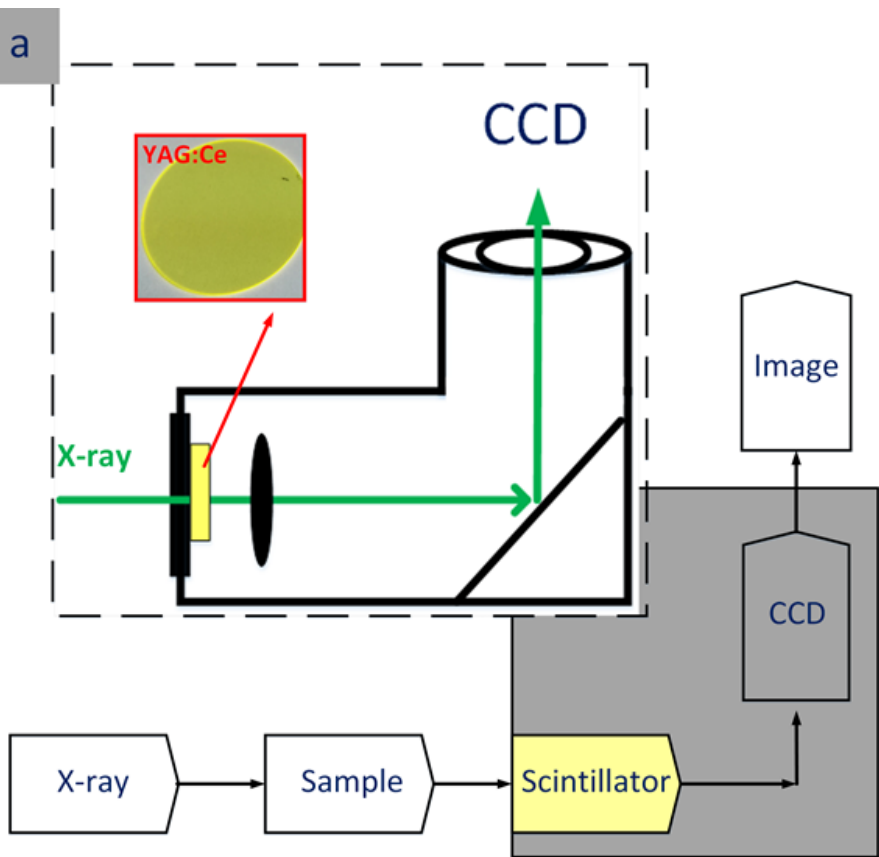 a
CCD
YAG:Ce
X-ray
Image
CCD
X-ray
Sample
Scintillator